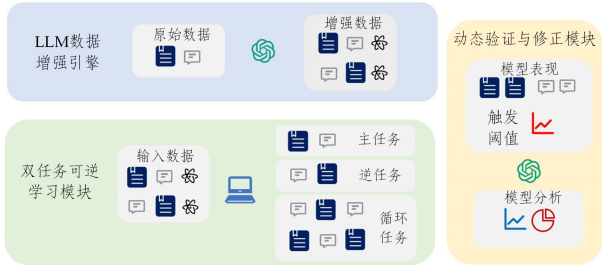 LLM数据
增强引擎
原始数据
增强数据
双任务可逆
学习模块
输入数据
主任务
逆任务
循环
任务
动态验证与修正模块
模型表现
触发
阈值
模型分析